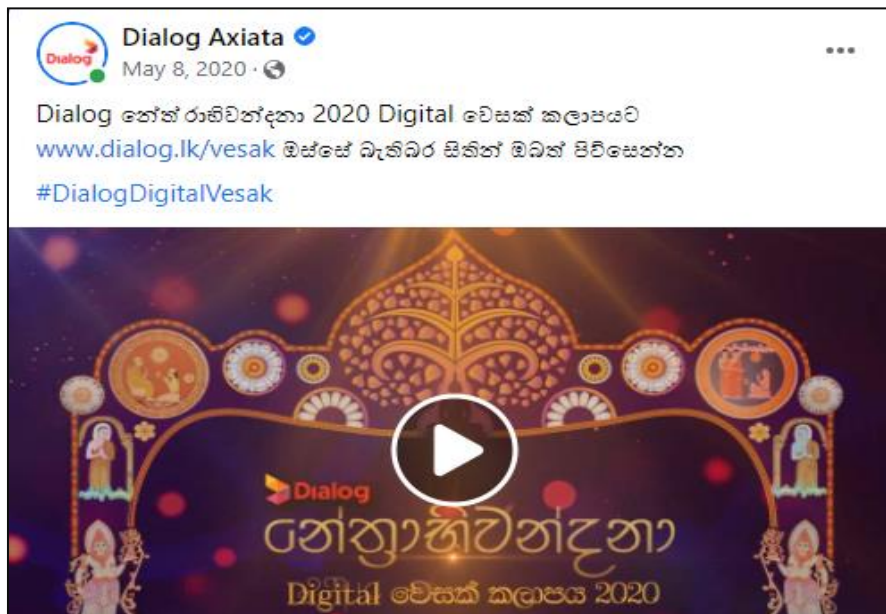 Dialog Axiata
Dialog
May 8, 2020 ·
Dialog නේත් රාභිවන්දනා 2020 Digital වෙසක් කලාපයට
www.dialog.lk/vesak ඔස්සේ බැතිබර සිතින් ඔබත් පිවිසෙන්න
#DialogDigitalVesak
Dialog
නේත්‍රාභිවන්දනා
Digital වෙසක් කලාපය 2020